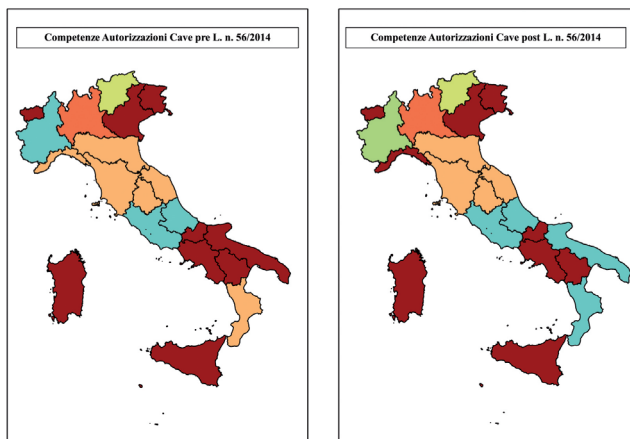 Competenze Autorizzazioni Cave pre L. n. 56/2014
Competenze Autorizzazioni Cave post L. n. 56/2014